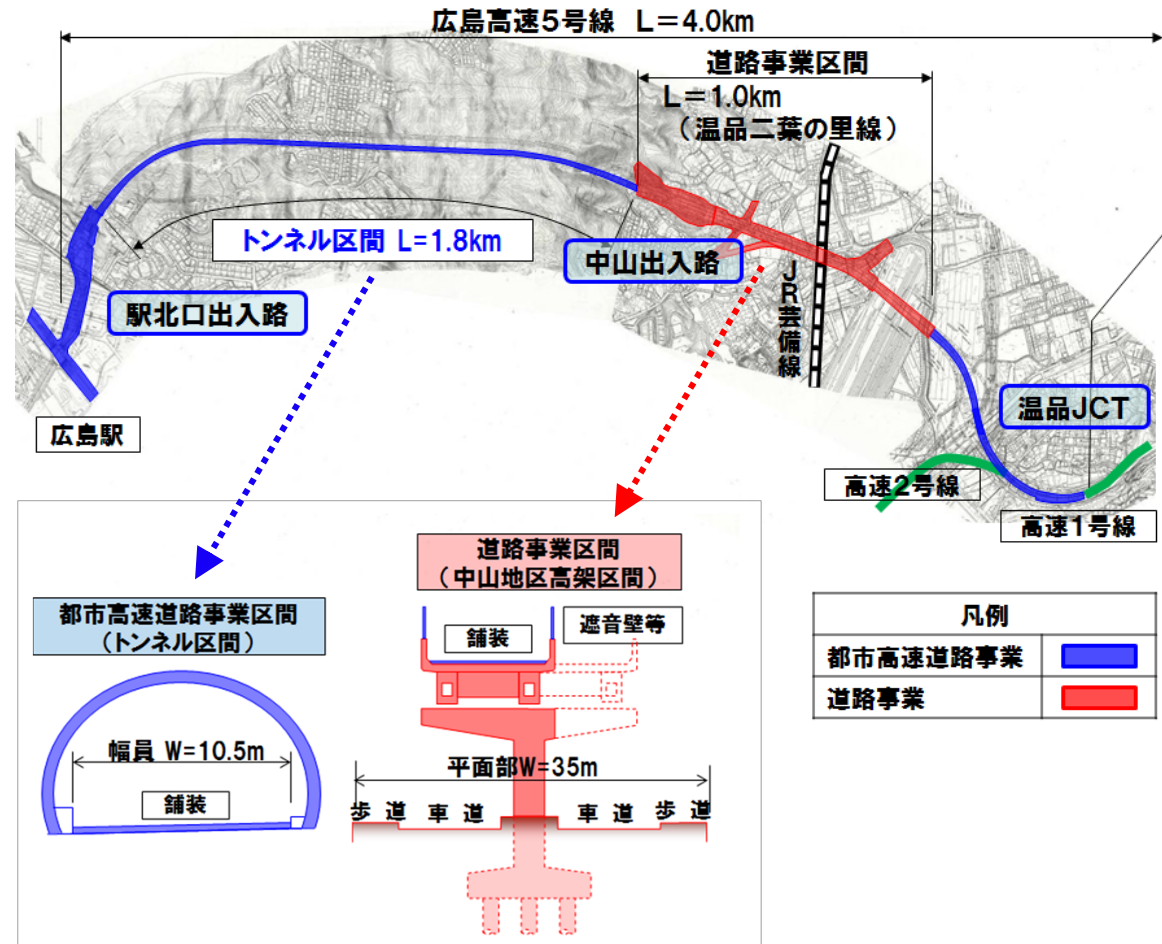 広島高速5号線 L=4.0km
道路事業区間
L=1.0km
（温品二葉の里線）
トンネル区間 L=1.8km
中山出入路
駅北口出入路
JR芸備線
温品JCT
広島駅
高速2号線
高速1号線
道路事業区間
（中山地区高架区間）
都市高速道路事業区間
（トンネル区間）
舗装
遮音壁等
幅員 W=10.5m
舗装
平面部W=35m
歩道 車道 車道 歩道
凡例
都市高速道路事業
道路事業